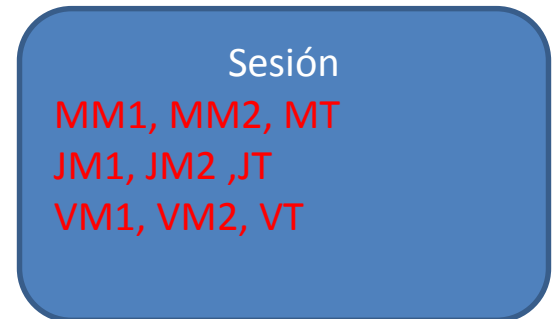 Sesión
MM1, MM2, MT
JM1, JM2 ,JT
VM1, VM2, VT